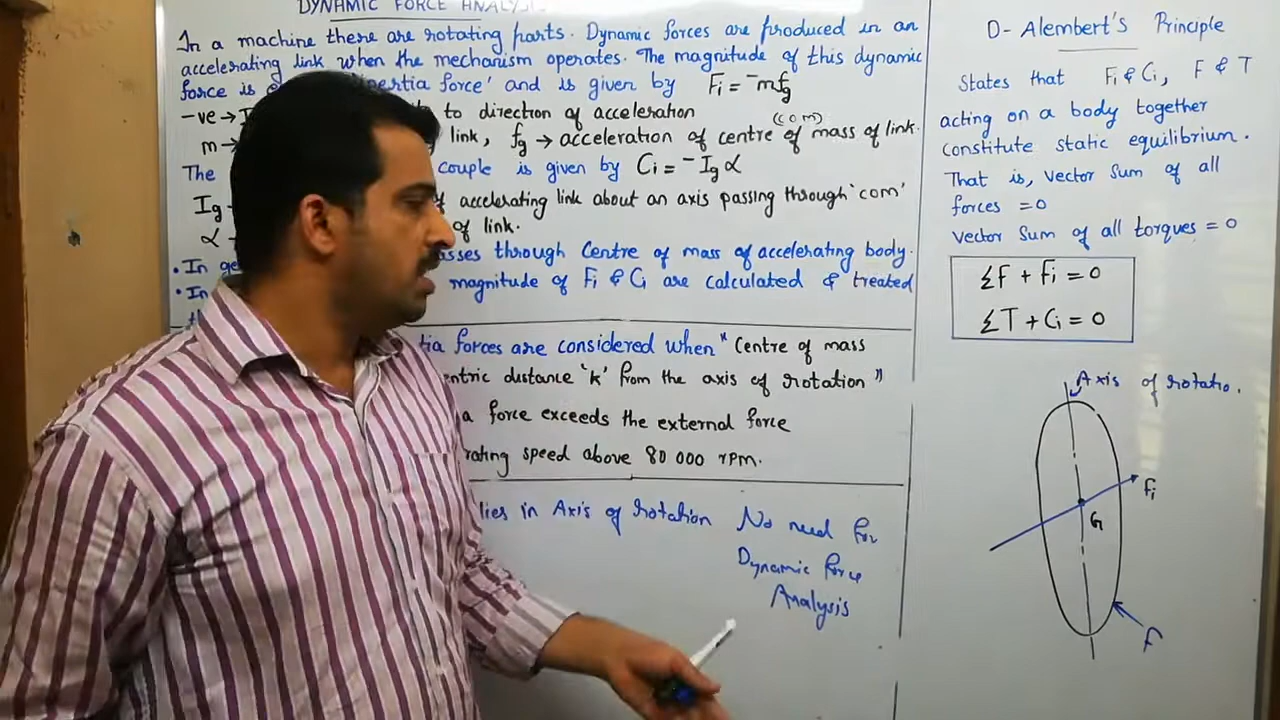 DYNAMIC FORCE ANALYSIS
In a machine there are rotating parts. Dynamic forces are produced in an
accelerating link when the mechanism operates. The magnitude of this dynamic
force is inertia force' and is given by Fi = -mfg
-ve → to direction of acceleration
(COM)
m → link, fg → acceleration of centre of mass of link.
The couple is given by Ci = -Ig α
Ig of accelerating link about an axis passing through 'com'
α of link.
• In passes through Centre of mass of accelerating body.
• In magnitude of Fi & Ci are calculated & treated
forces are considered when "Centre of mass
distance 'k' from the axis of rotation"
force exceeds the external force
speed above 80 000 rpm.
lies in Axis of rotation No need for
Dynamic force
Analysis
D-Alembert's Principle
States that Fi & Ci, F & T
acting on a body together
constitute static equilibrium.
That is, vector sum of all
forces = 0
vector Sum of all torques = 0
ΣF + Fi = 0
ΣT + Ci = 0
Axis of rotatio.
Fi
G
F